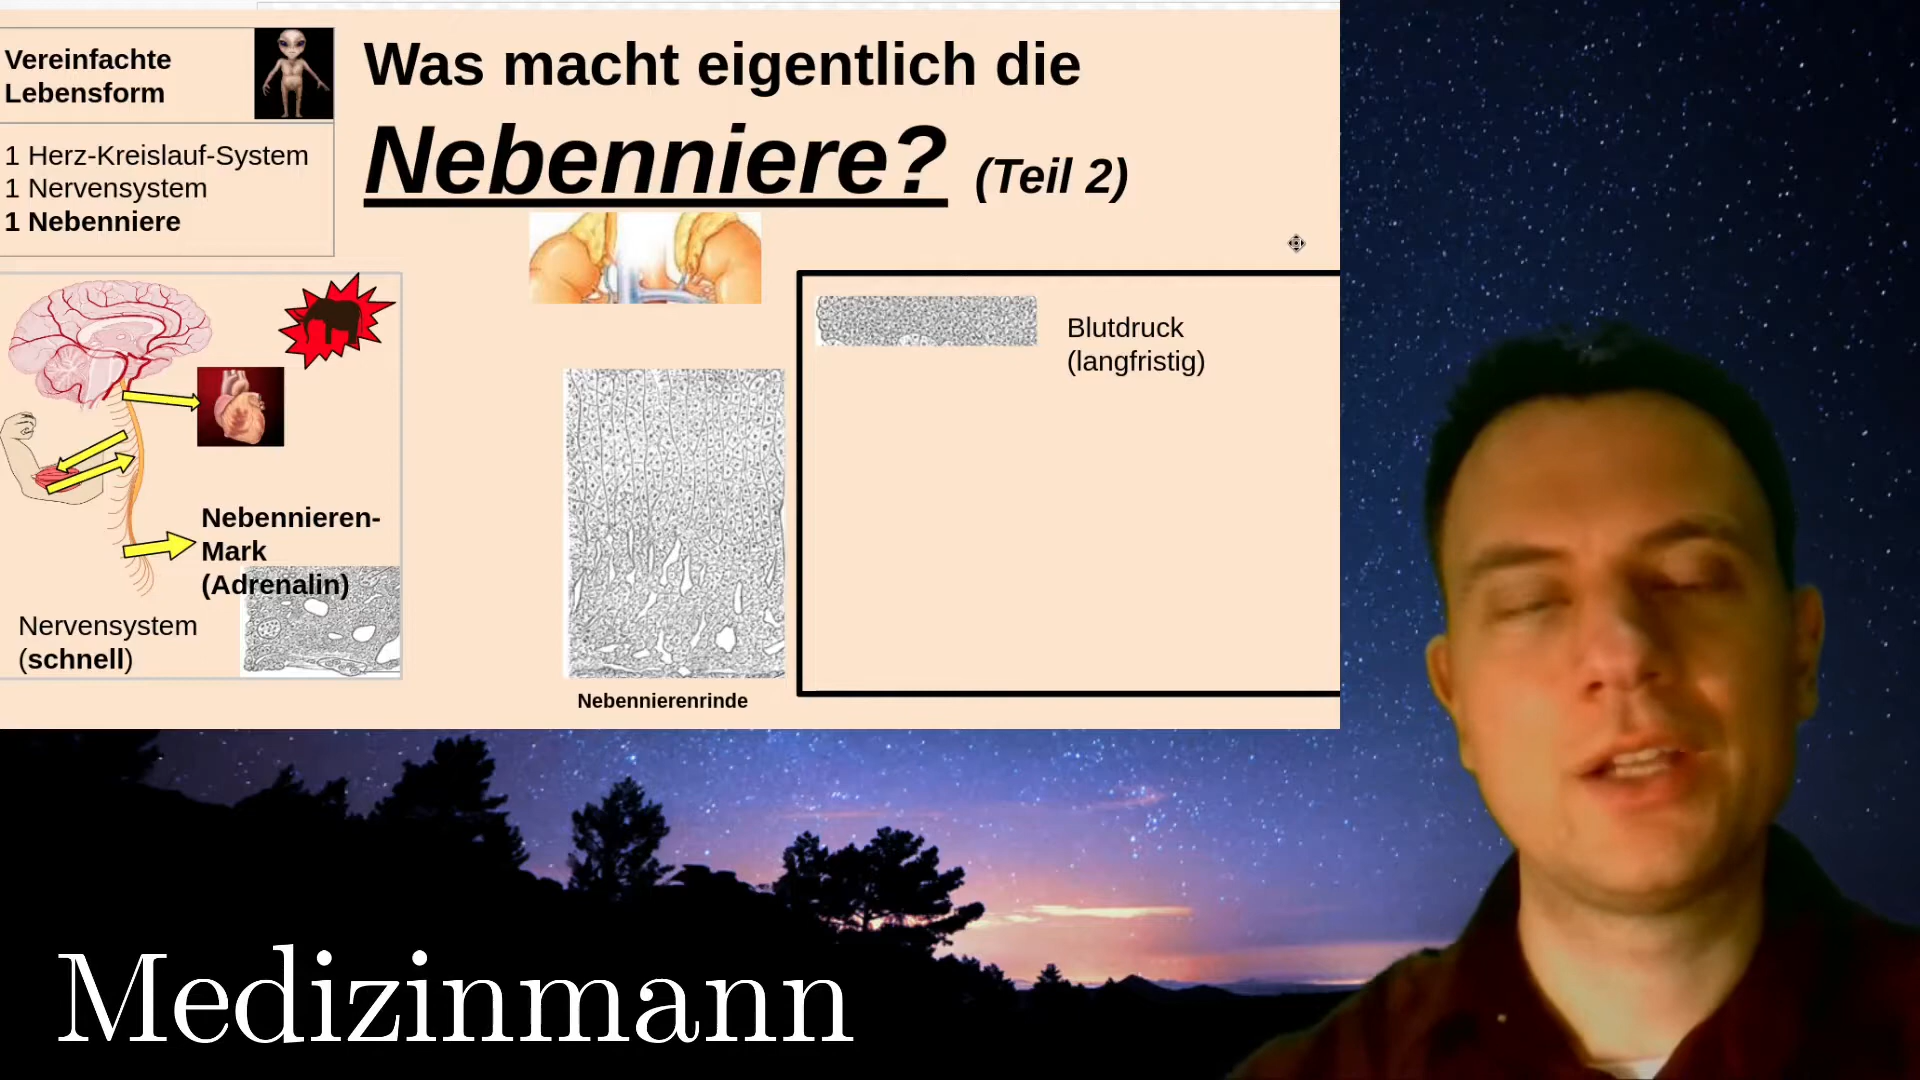 Vereinfachte
Lebensform
1 Herz-Kreislauf-System
1 Nervensystem
1 Nebenniere
Was macht eigentlich die
Nebenniere? (Teil 2)
Nebennieren-
Mark
(Adrenalin)
Nervensystem
(schnell)
Nebennierenrinde
Blutdruck
(langfristig)
Medizinmann